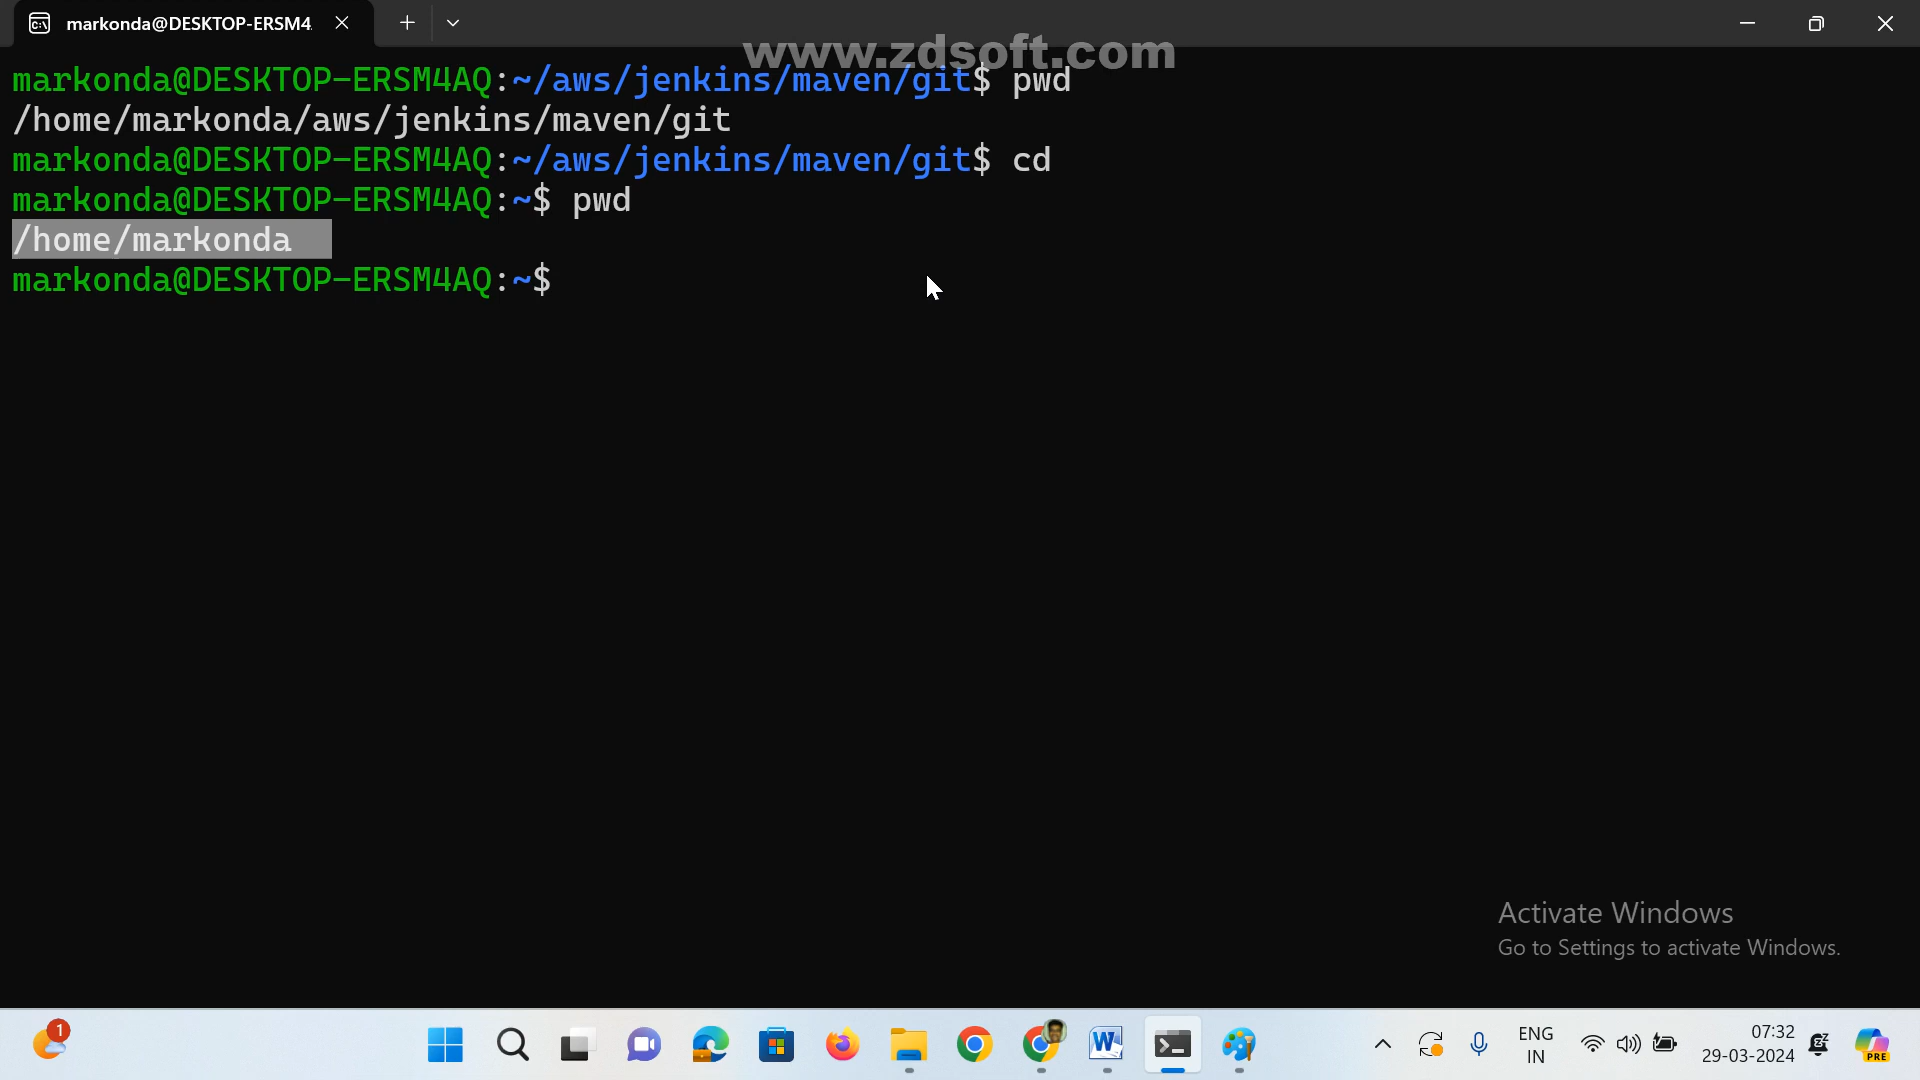 markonda@DESKTOP-ERSM4
www.zdsoft.com
markonda@DESKTOP-ERSM4AQ:~/aws/jenkins/maven/git$ pwd
/home/markonda/aws/jenkins/maven/git
markonda@DESKTOP-ERSM4AQ:~/aws/jenkins/maven/git$ cd
markonda@DESKTOP-ERSM4AQ:~$ pwd
/home/markonda
markonda@DESKTOP-ERSM4AQ:~$
Activate Windows
Go to Settings to activate Windows.
1
ENG
IN
07:32
29-03-2024
PRE